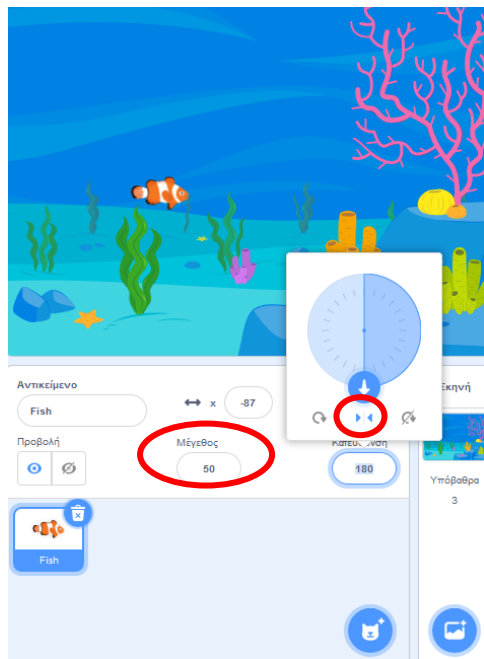 Αντικείμενο
Σκηνή
Fish
x
-87
Προβολή
Μέγεθος
Κατεύθυνση
50
180
Υπόβαθρα
3
Fish